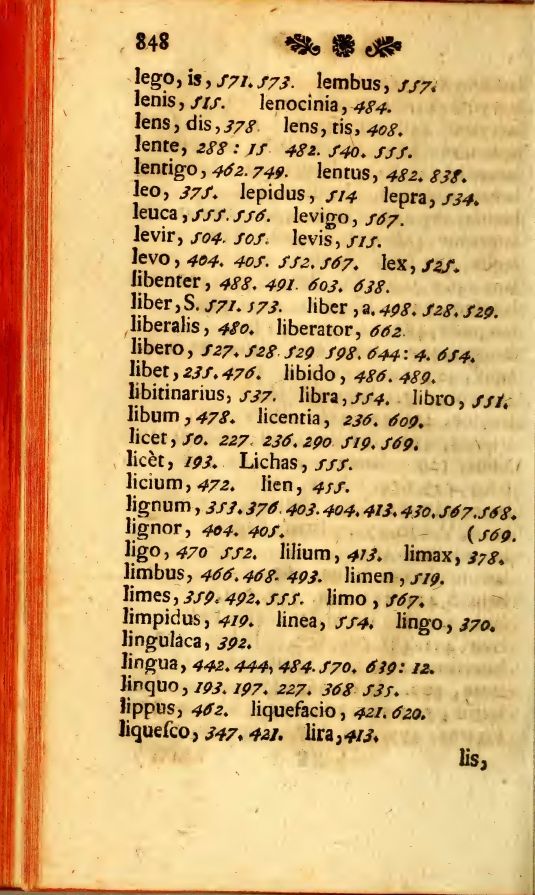 848
lego, is, 571. 573. lembus, 557.
lenis, 515. lenocinia, 484.
lens, dis, 378. lens, tis, 408.
lente, 288: 15 482. 540. 555.
lentigo, 462. 749. lentus, 482. 838.
leo, 375. lepidus, 514 lepra, 534.
leuca, 555. 556. levigo, 567.
levir, 504. 505. levis, 515.
levo, 404. 405. 552. 567. lex, 525.
libenter, 488. 491. 603. 638.
liber, S. 571. 573. liber, a. 498. 528. 529.
liberalis, 480. liberator, 662.
libero, 527. 528. 529 598. 644: 4. 654.
libet, 235. 476. libido, 486. 489.
libitinarius, 537. libra, 554. libro, 551.
libum, 478. licentia, 236. 609.
licet, 50. 227. 236. 290 519. 569.
licèt, 193. Lichas, 555.
licium, 472. lien, 455.
lignum, 353. 376. 403. 404. 413. 430. 567. 568.
lignor, 404. 405. (569.
ligo, 470 552. lilium, 413. limax, 378.
limbus, 466. 468. 493. limen, 519.
limes, 359. 492. 555. limo, 567.
limpidus, 419. linea, 554. lingo, 370.
lingulaca, 392.
lingua, 442. 444, 484. 570. 639: 12.
linquo, 193. 197. 227. 368 535.
lippus, 462. liquefacio, 421. 620.
liqueſco, 347. 421. lira, 413.
lis,